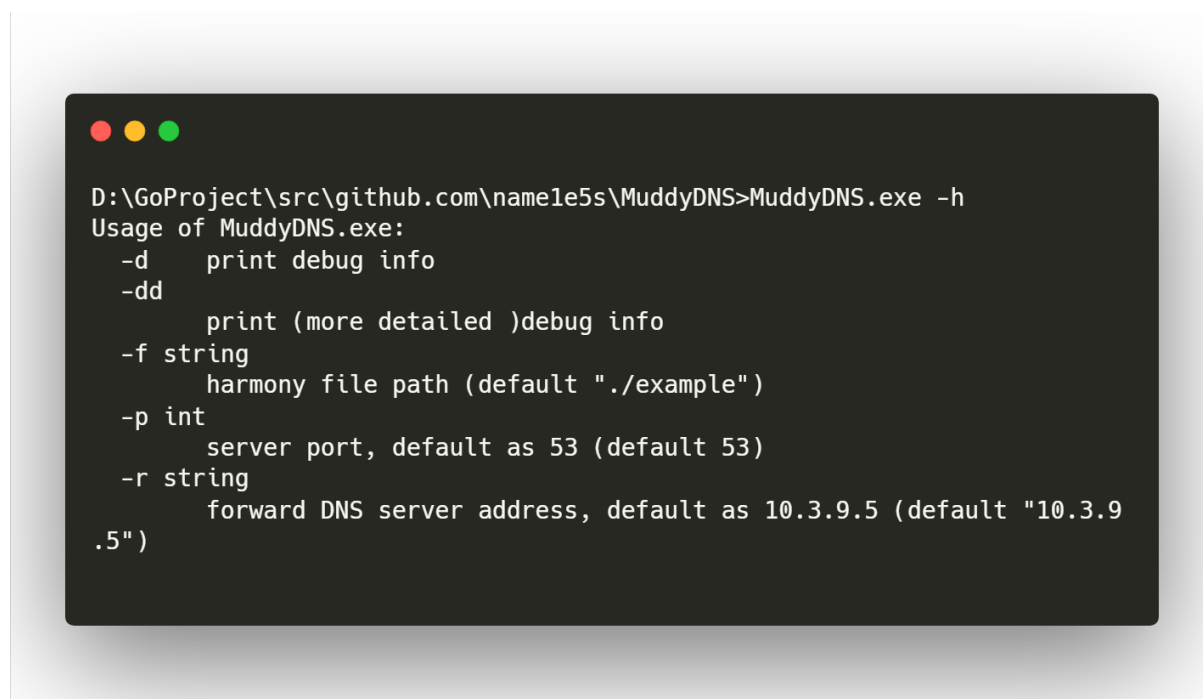 D:\GoProject\src\github.com\name1e5s\MuddyDNS>MuddyDNS.exe -h
Usage of MuddyDNS.exe:
  -d    print debug info
  -dd
        print (more detailed )debug info
  -f string
        harmony file path (default "./example")
  -p int
        server port, default as 53 (default 53)
  -r string
        forward DNS server address, default as 10.3.9.5 (default "10.3.9
.5")